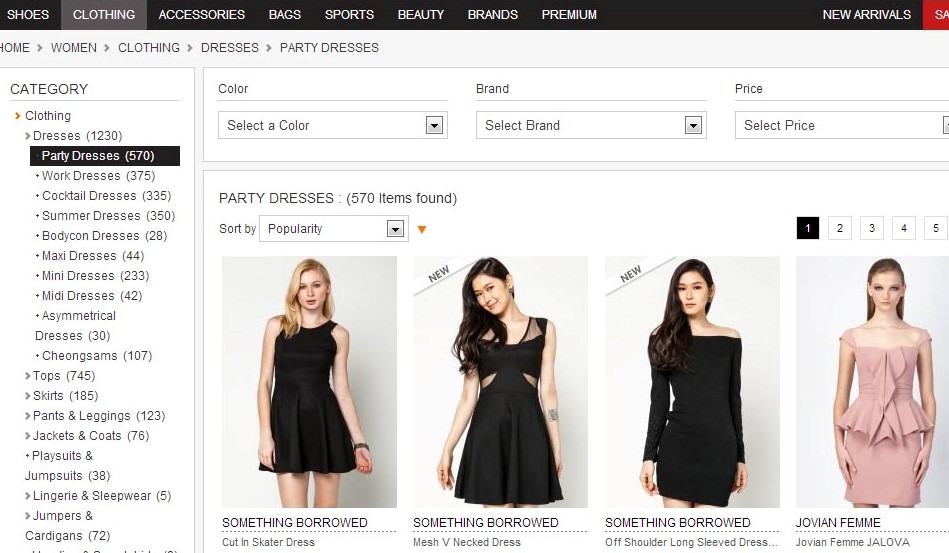 SHOES CLOTHING ACCESSORIES BAGS SPORTS BEAUTY BRANDS PREMIUM NEW ARRIVALS
HOME WOMEN CLOTHING DRESSES PARTY DRESSES
CATEGORY
Clothing
Dresses (1230)
Party Dresses (570)
Work Dresses (375)
Cocktail Dresses (335)
Summer Dresses (350)
Bodycon Dresses (28)
Maxi Dresses (44)
Mini Dresses (233)
Midi Dresses (42)
Asymmetrical
Dresses (30)
Cheongsams (107)
Tops (745)
Skirts (185)
Pants & Leggings (123)
Jackets & Coats (76)
Playsuits &
Jumpsuits (38)
Lingerie & Sleepwear (5)
Jumpers &
Cardigans (72)
Color Brand Price
Select a Color Select Brand Select Price
PARTY DRESSES : (570 Items found)
Sort by Popularity 1 2 3 4 5
NEW NEW
SOMETHING BORROWED SOMETHING BORROWED SOMETHING BORROWED JOVIAN FEMME
Cut In Skater Dress Mesh V Necked Dress Off Shoulder Long Sleeved Dress... Jovian Femme JALOVA